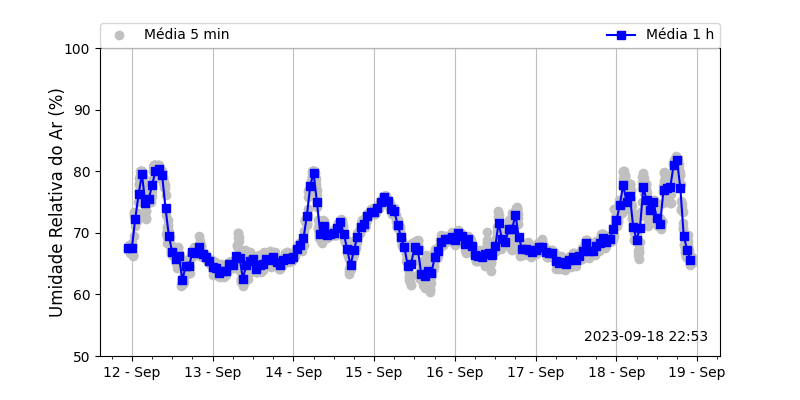 Média 5 min
Média 1 h
Umidade Relativa do Ar (%)
100
90
80
70
60
50
2023-09-18 22:53
12 - Sep
13 - Sep
14 - Sep
15 - Sep
16 - Sep
17 - Sep
18 - Sep
19 - Sep